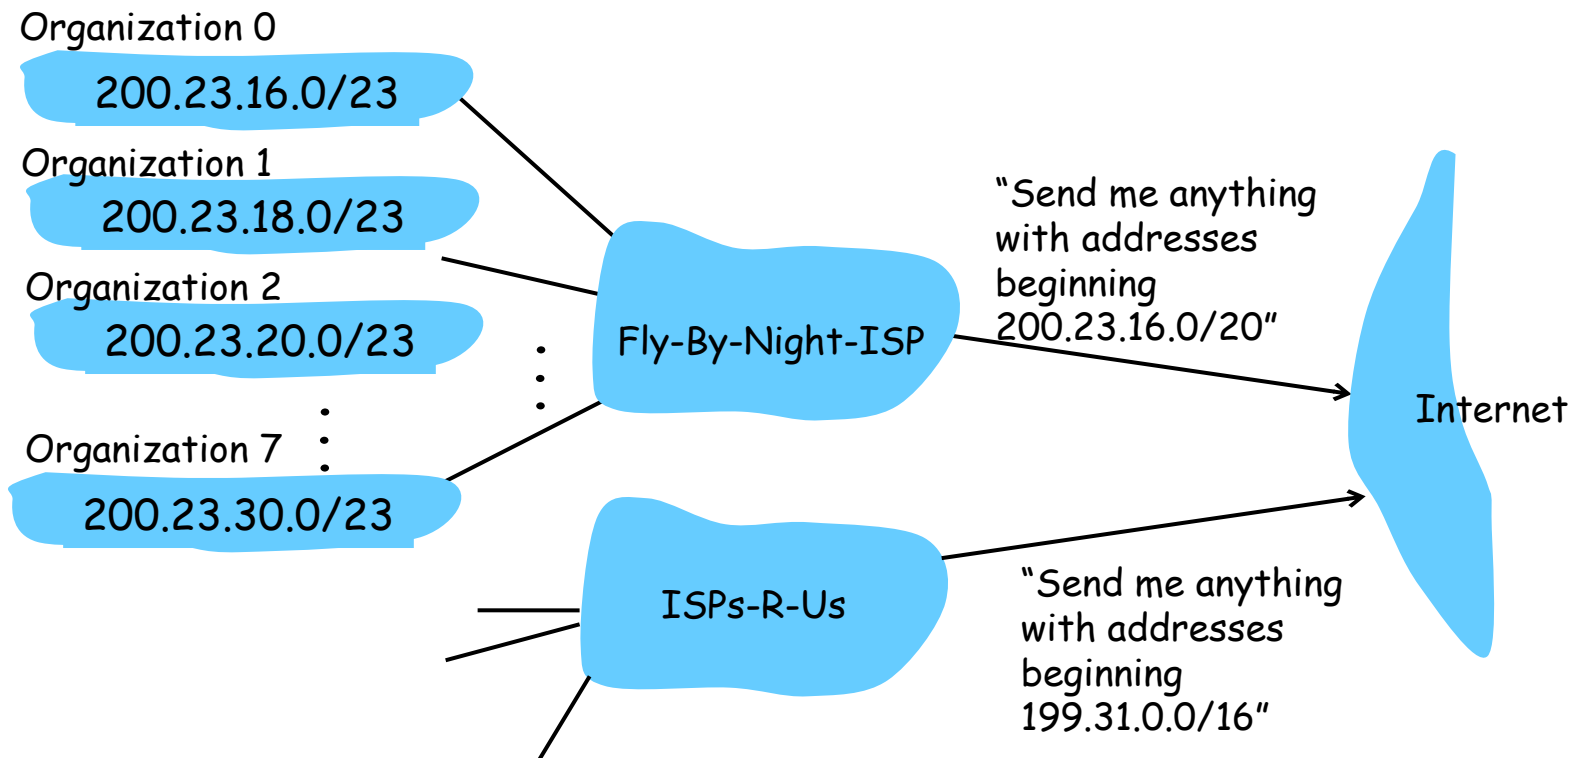 Organization 0
200.23.16.0/23
Organization 1
200.23.18.0/23
Organization 2
200.23.20.0/23
Organization 7
200.23.30.0/23
Fly-By-Night-ISP
“Send me anything
with addresses
beginning
200.23.16.0/20”
Internet
ISPs-R-Us
“Send me anything
with addresses
beginning
199.31.0.0/16”